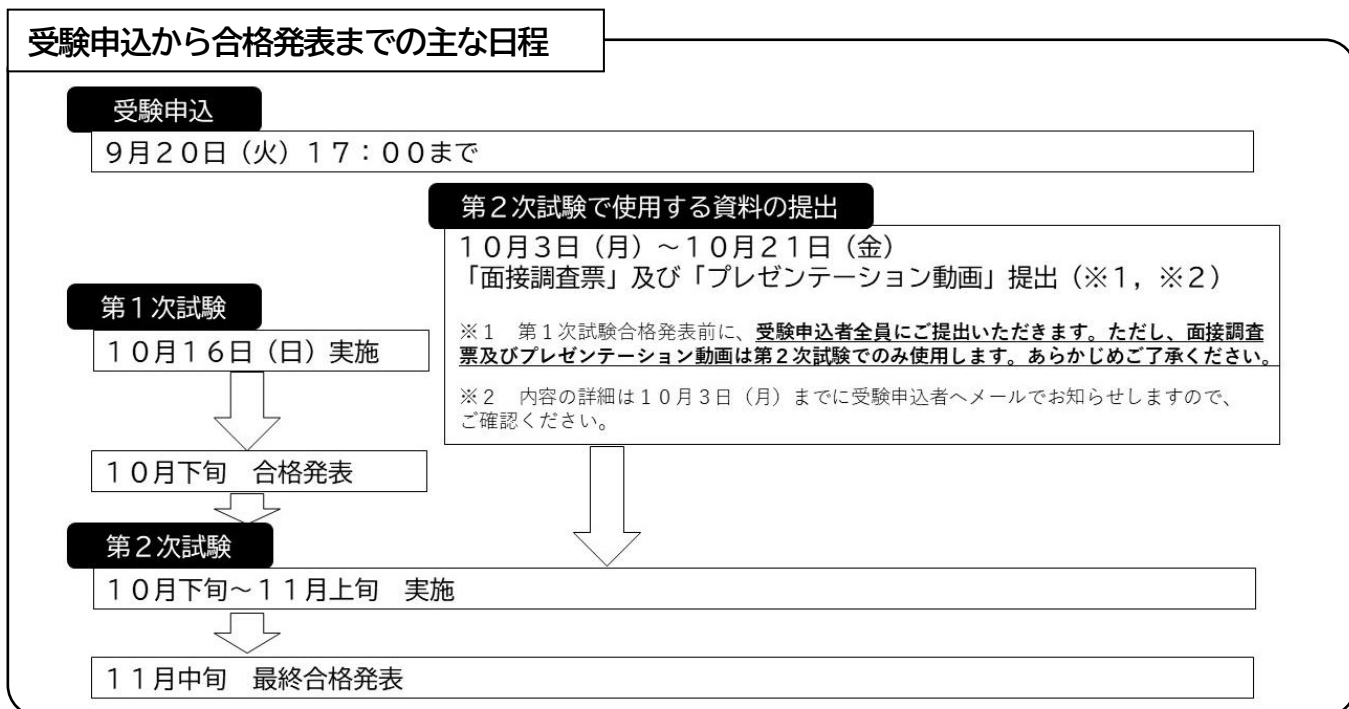 受験申込から合格発表までの主な日程
受験申込
９月２０日（火）１７：００まで
第２次試験で使用する資料の提出
１０月３日（月）～１０月２１日（金）
「面接調査票」及び「プレゼンテーション動画」提出（※１，※２）
※１　第１次試験合格発表前に、受験申込者全員にご提出いただきます。ただし、面接調査
票及びプレゼンテーション動画は第２次試験でのみ使用します。あらかじめご了承ください。
※２　内容の詳細は１０月３日（月）までに受験申込者へメールでお知らせしますので、
ご確認ください。
第１次試験
１０月１６日（日）実施
１０月下旬　合格発表
第２次試験
１０月下旬～１１月上旬　実施
１１月中旬　最終合格発表